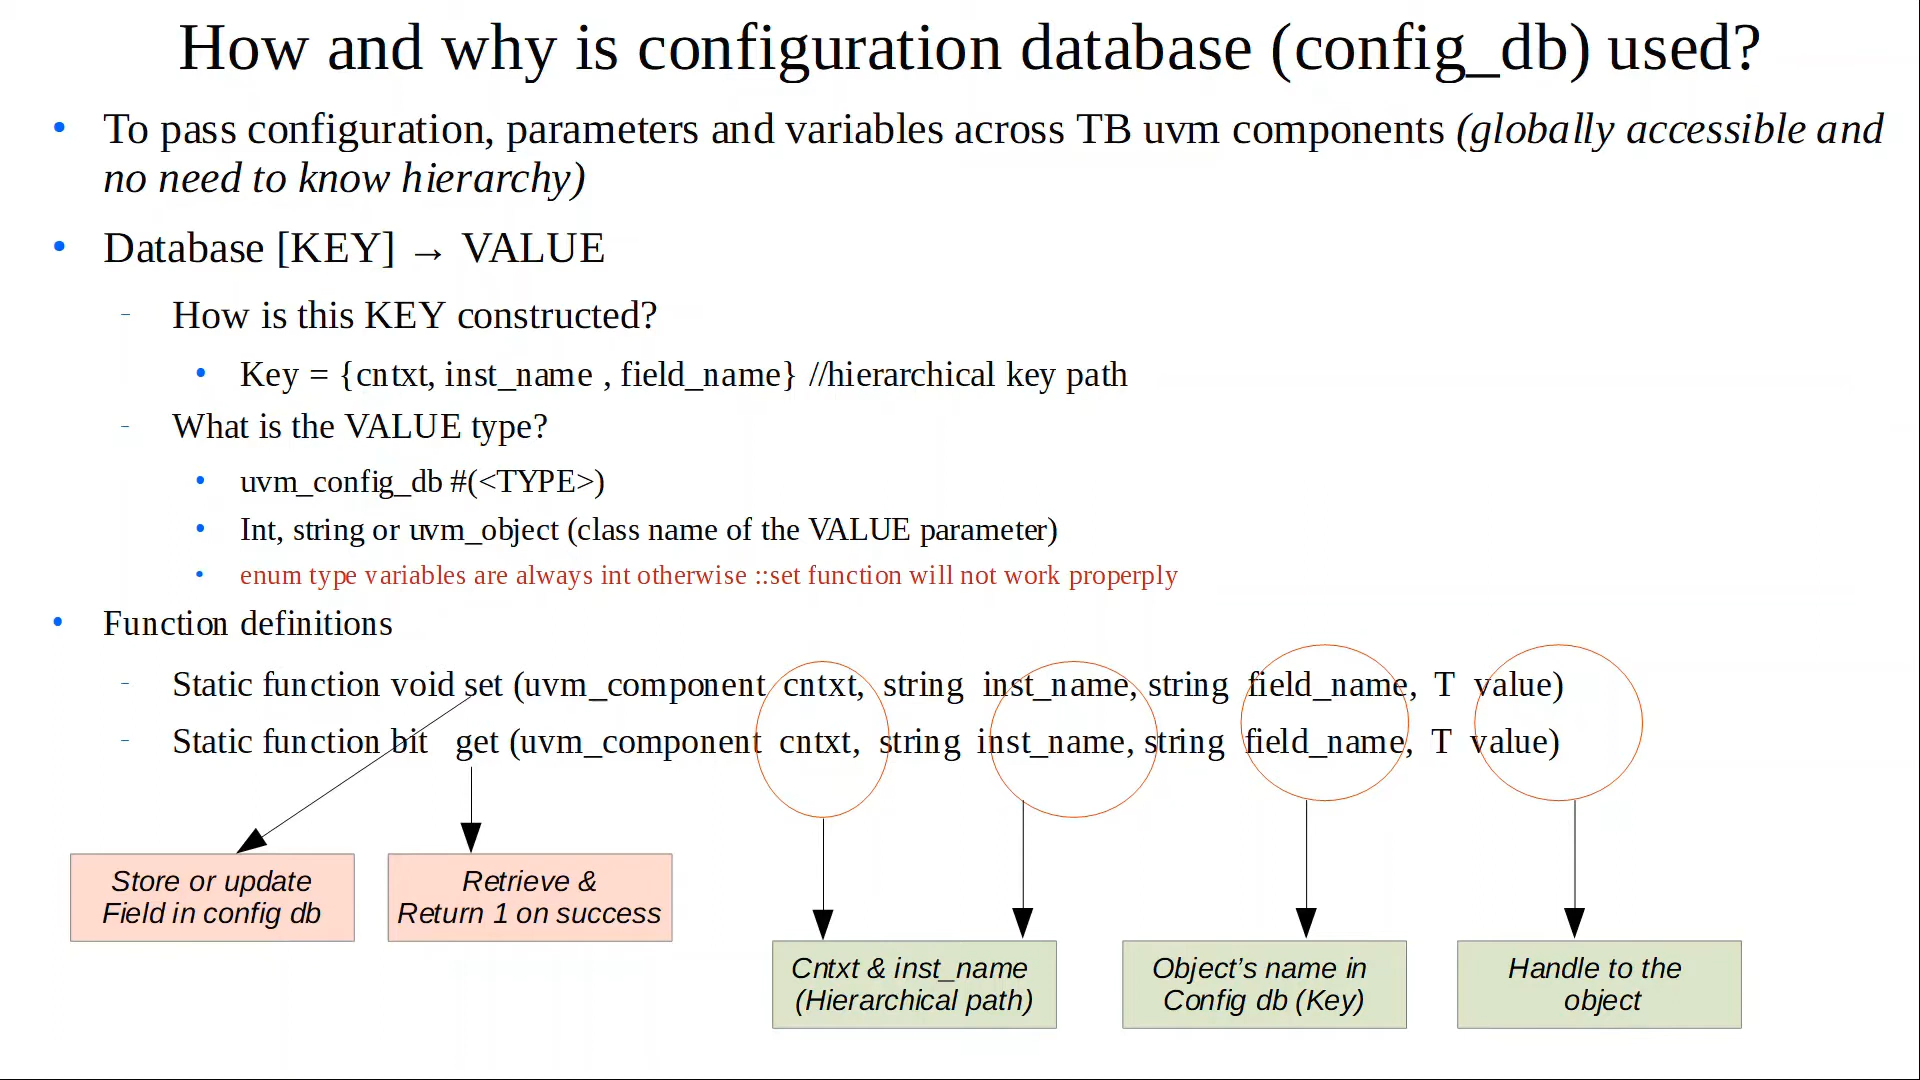 How and why is configuration database (config_db) used?
• To pass configuration, parameters and variables across TB uvm components (globally accessible and
no need to know hierarchy)
• Database [KEY] → VALUE
– How is this KEY constructed?
• Key = {cntxt, inst_name , field_name} //hierarchical key path
– What is the VALUE type?
• uvm_config_db #(<TYPE>)
• Int, string or uvm_object (class name of the VALUE parameter)
• enum type variables are always int otherwise ::set function will not work properply
• Function definitions
– Static function void set (uvm_component cntxt, string inst_name, string field_name, T value)
– Static function bit get (uvm_component cntxt, string inst_name, string field_name, T value)
Store or update
Field in config db
Retrieve &
Return 1 on success
Cntxt & inst_name
(Hierarchical path)
Object’s name in
Config db (Key)
Handle to the
object